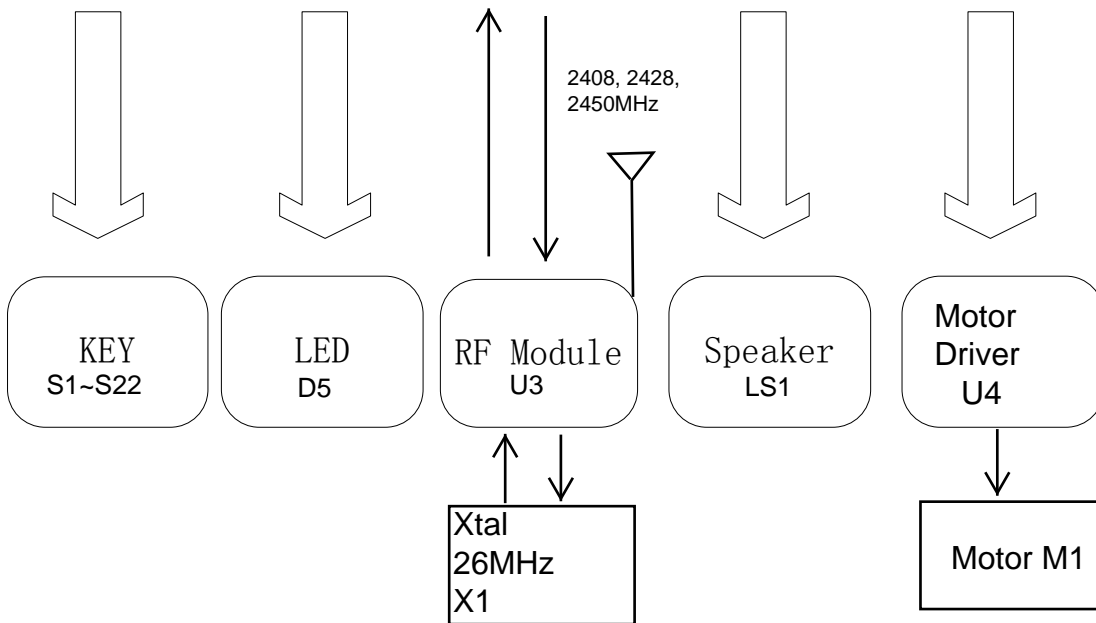 2408, 2428,
2450MHz
KEY
S1~S22
LED
D5
RF Module
U3
Speaker
LS1
Motor
Driver
U4
Xtal
26MHz
X1
Motor M1